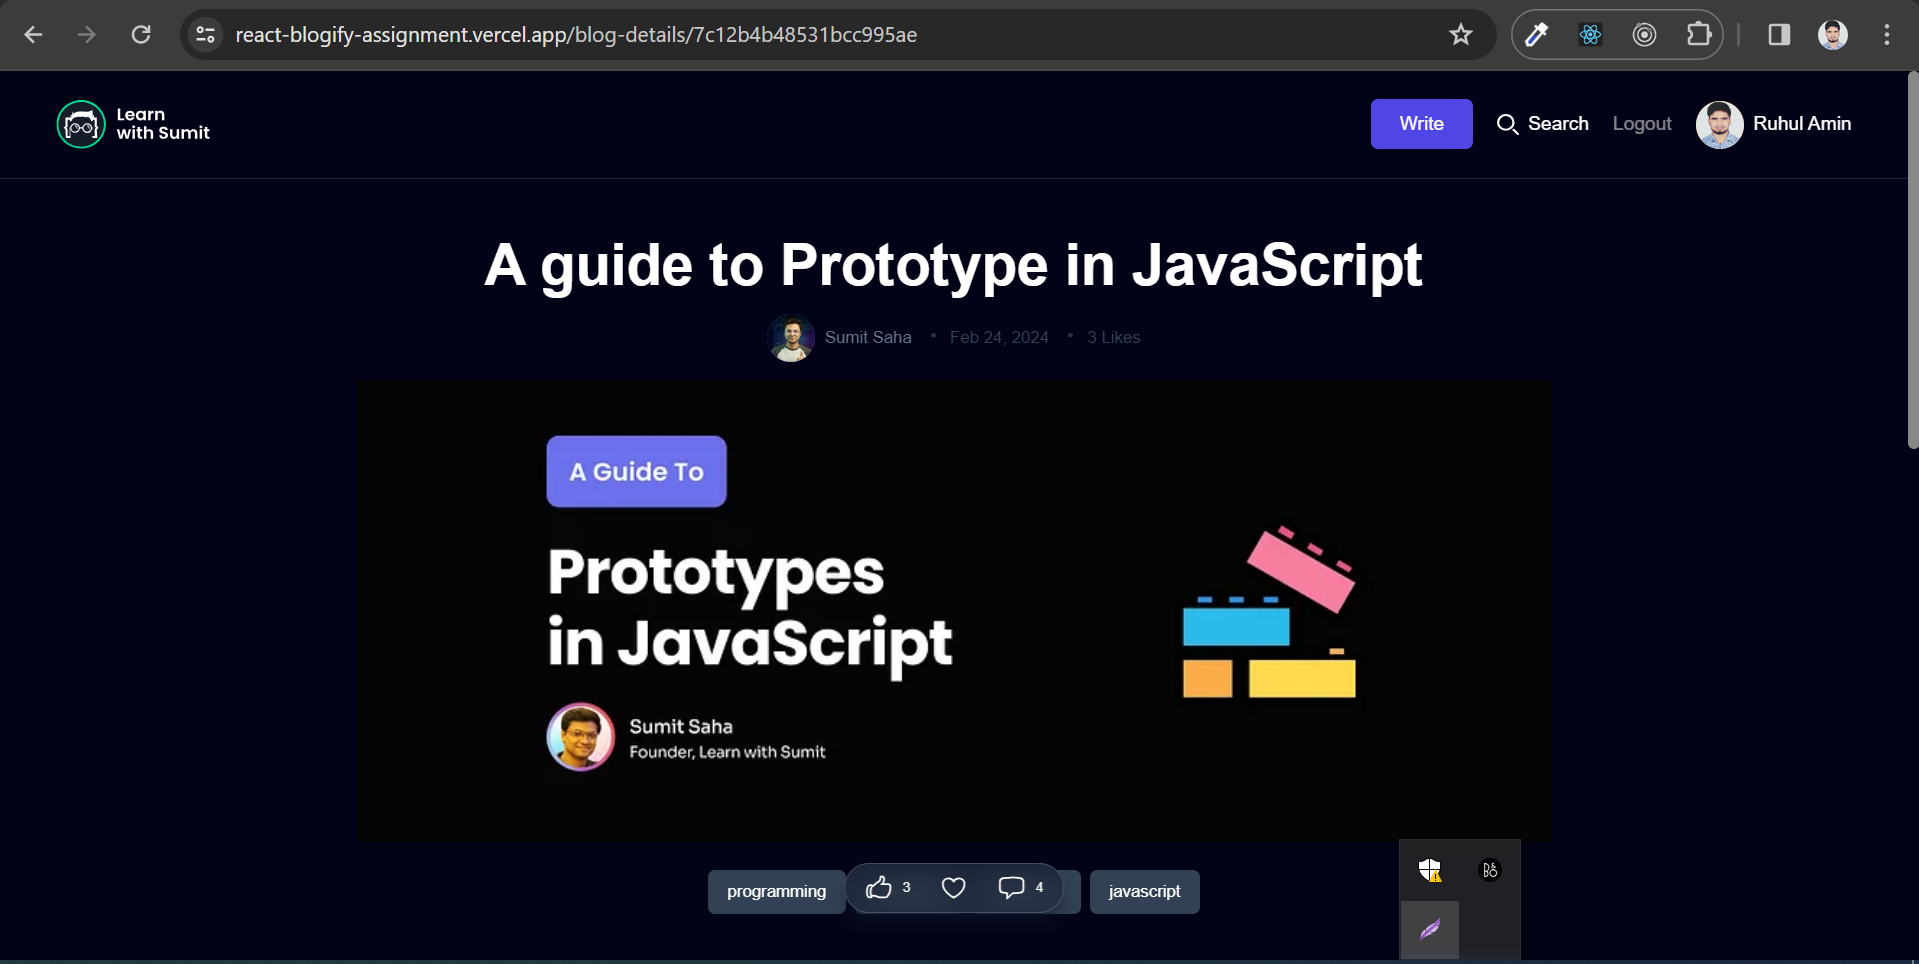 react-blogify-assignment.vercel.app/blog-details/7c12b4b48531bcc995ae
Learn
with Sumit
Write
Search
Logout
Ruhul Amin
A guide to Prototype in JavaScript
Sumit Saha • Feb 24, 2024 • 3 Likes
A Guide To
Prototypes
in JavaScript
Sumit Saha
Founder, Learn with Sumit
programming
3
4
javascript